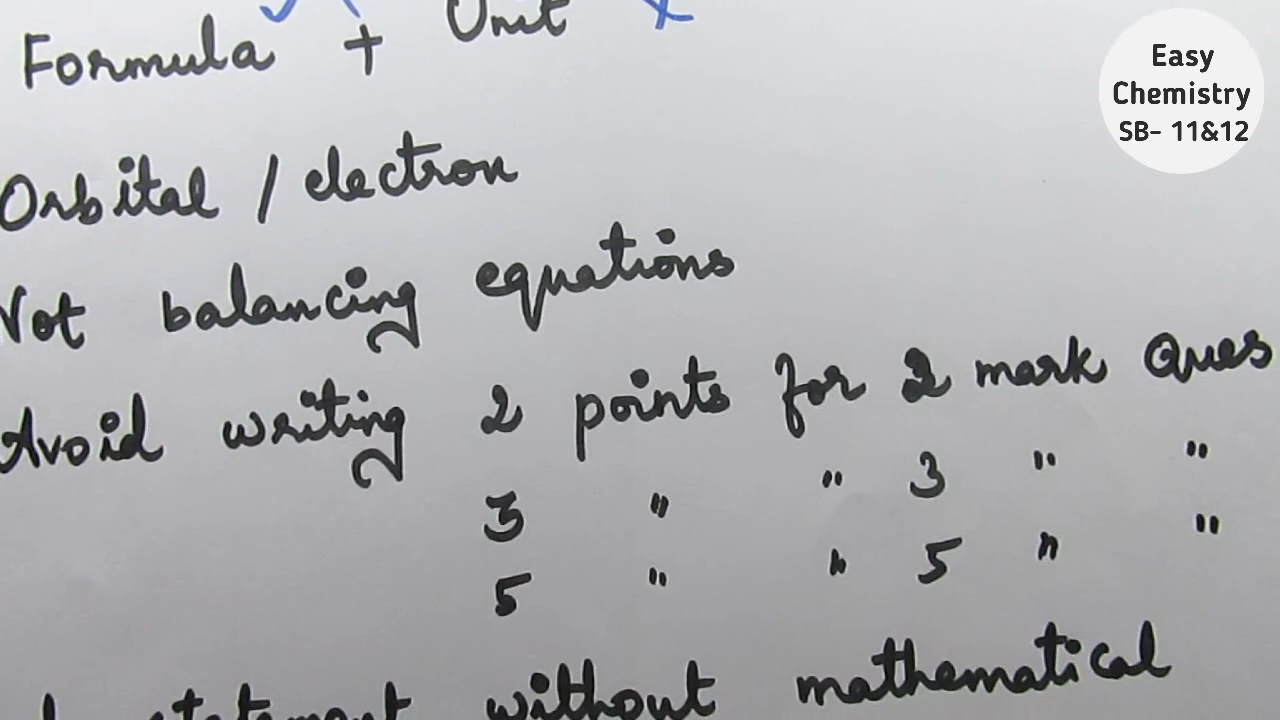 Formula + Unit
Easy
Chemistry
SB- 11&12
Orbital / electron
Not balancing equations
Avoid writing 2 points for 2 mark Ques
3 " " 3 " "
5 " " 5 " "
statement without mathematical